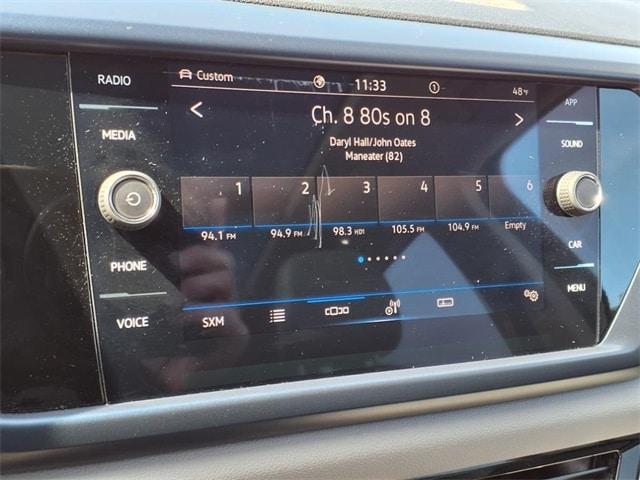 RADIO
MEDIA
PHONE
VOICE
Custom
11:33
48°F
Ch. 8 80s on 8
Daryl Hall/John Oates
Maneater (82)
1 2 3 4 5 6
94.1 FM 94.9 FM 98.3 HD1 105.5 FM 104.9 FM Empty
SXM
APP
SOUND
CAR
MENU